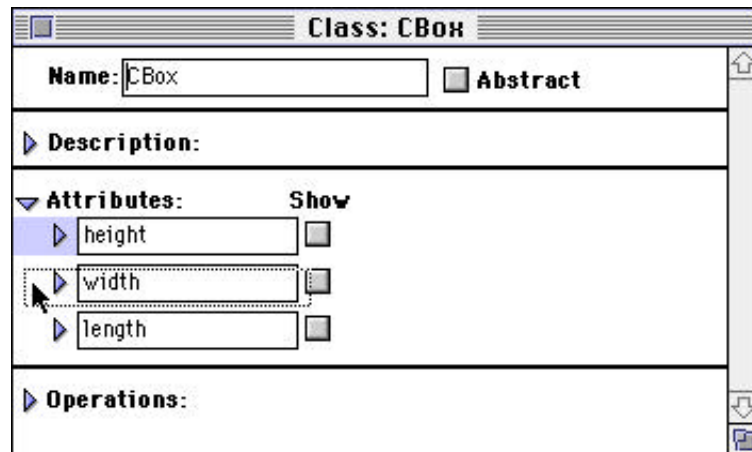 Class: CBox
Name: CBox Abstract
Description:
Attributes: Show
height
width
length
Operations: